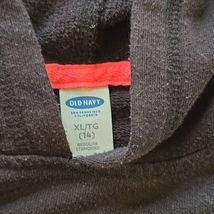 OLD NAVY
SAN FRANCISCO
CALIFORNIA
XL/TG
(14)
REGULAR
STANDARD